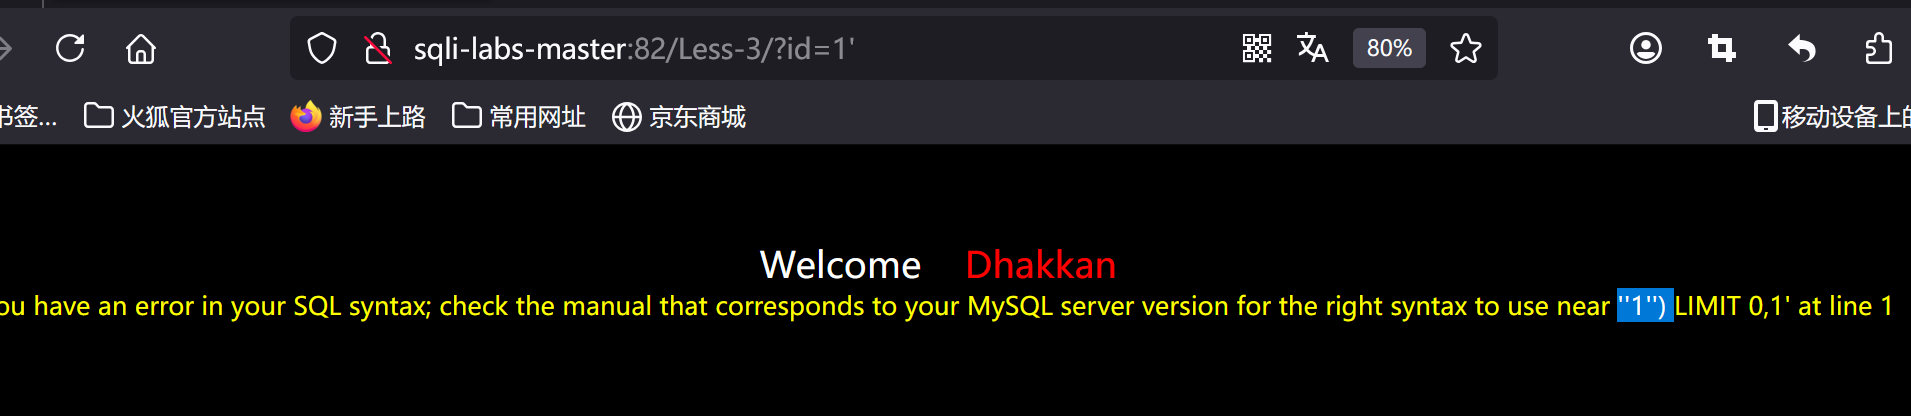 sqli-labs-master:82/Less-3/?id=1' 80%
书签... 火狐官方站点 新手上路 常用网址 京东商城 移动设备上的
Welcome Dhakkan
ou have an error in your SQL syntax; check the manual that corresponds to your MySQL server version for the right syntax to use near ''1'') LIMIT 0,1' at line 1